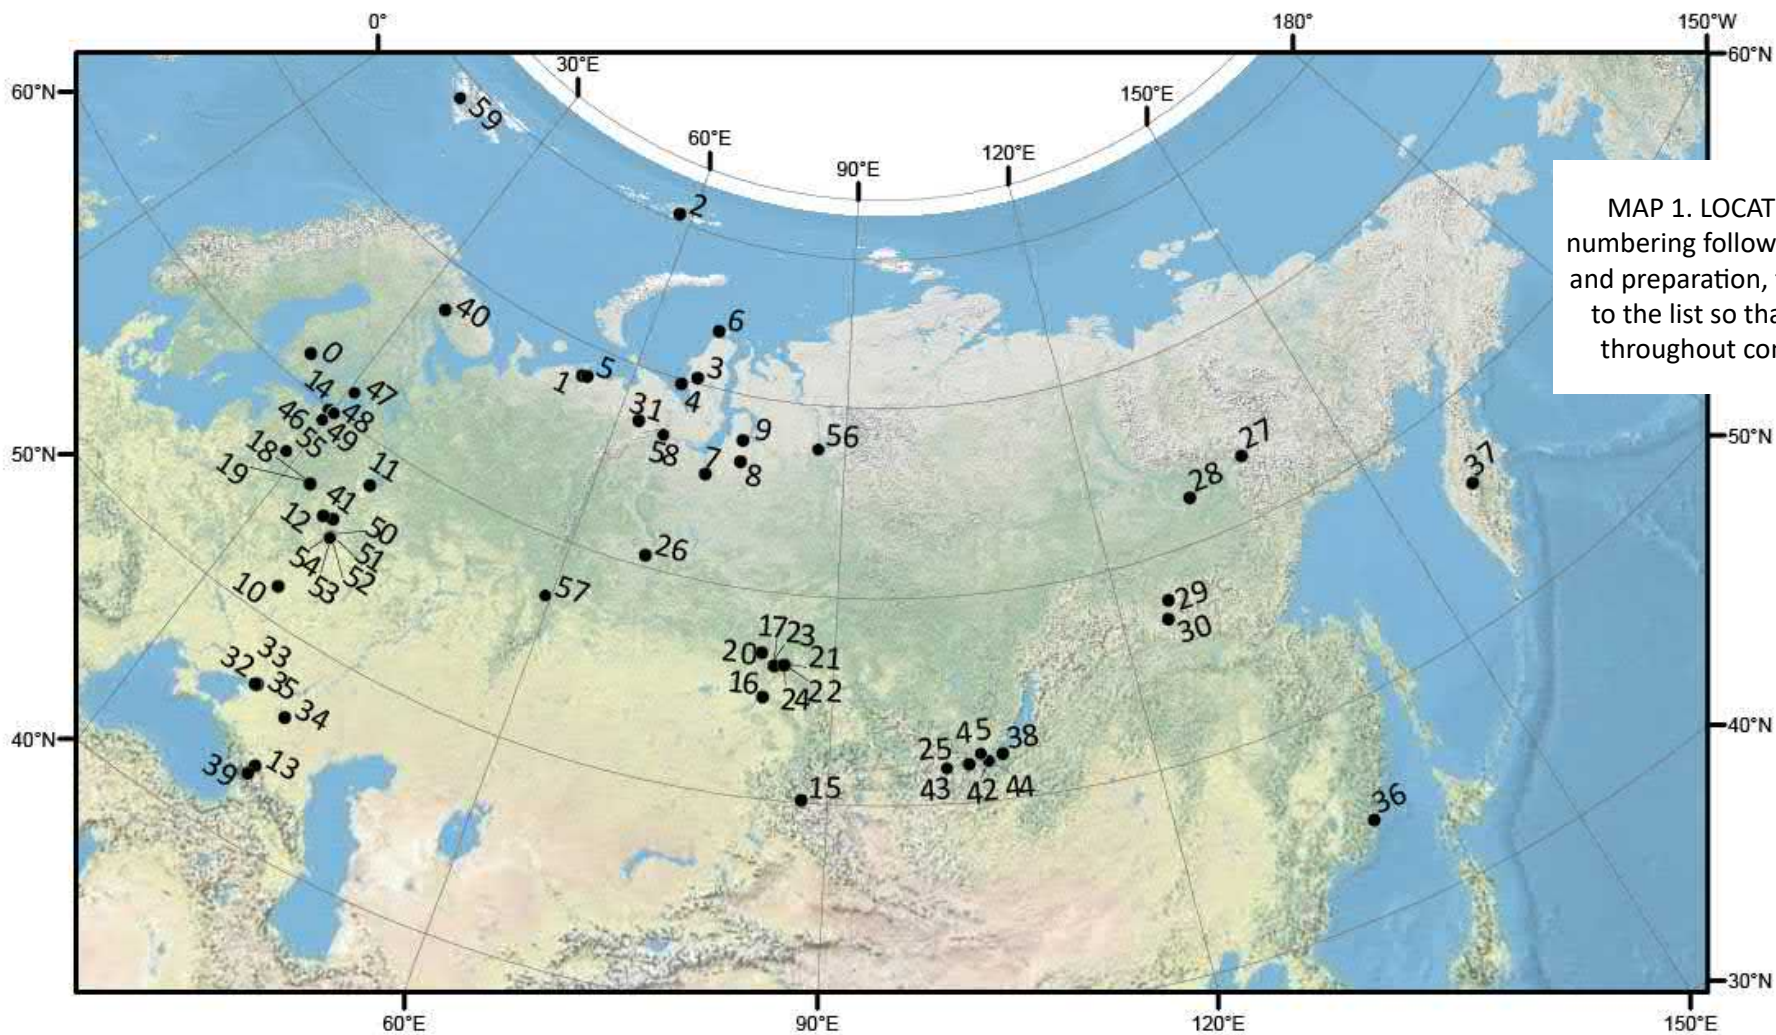 0° 180° 150°W
30°E 150°E 60°N
60°N 60°E 120°E
59 90°E
2
MAP 1. LOCAT
numbering follow
and preparation,
to the list so tha
throughout con
40 6
0 1 5 3
14 47 4
46 48 31 9 56 27 50°N
55 49 58 7 8
50°N 18 28 37
19 11
41
12 50
54 51 26
53 52
10 57 29
30
17 23
33 20 21
32 35 16 24 22
34 45 38 40°N
40°N 25
39 13 43 42 44
15 36
30°N
60°E 90°E 120°E 150°E